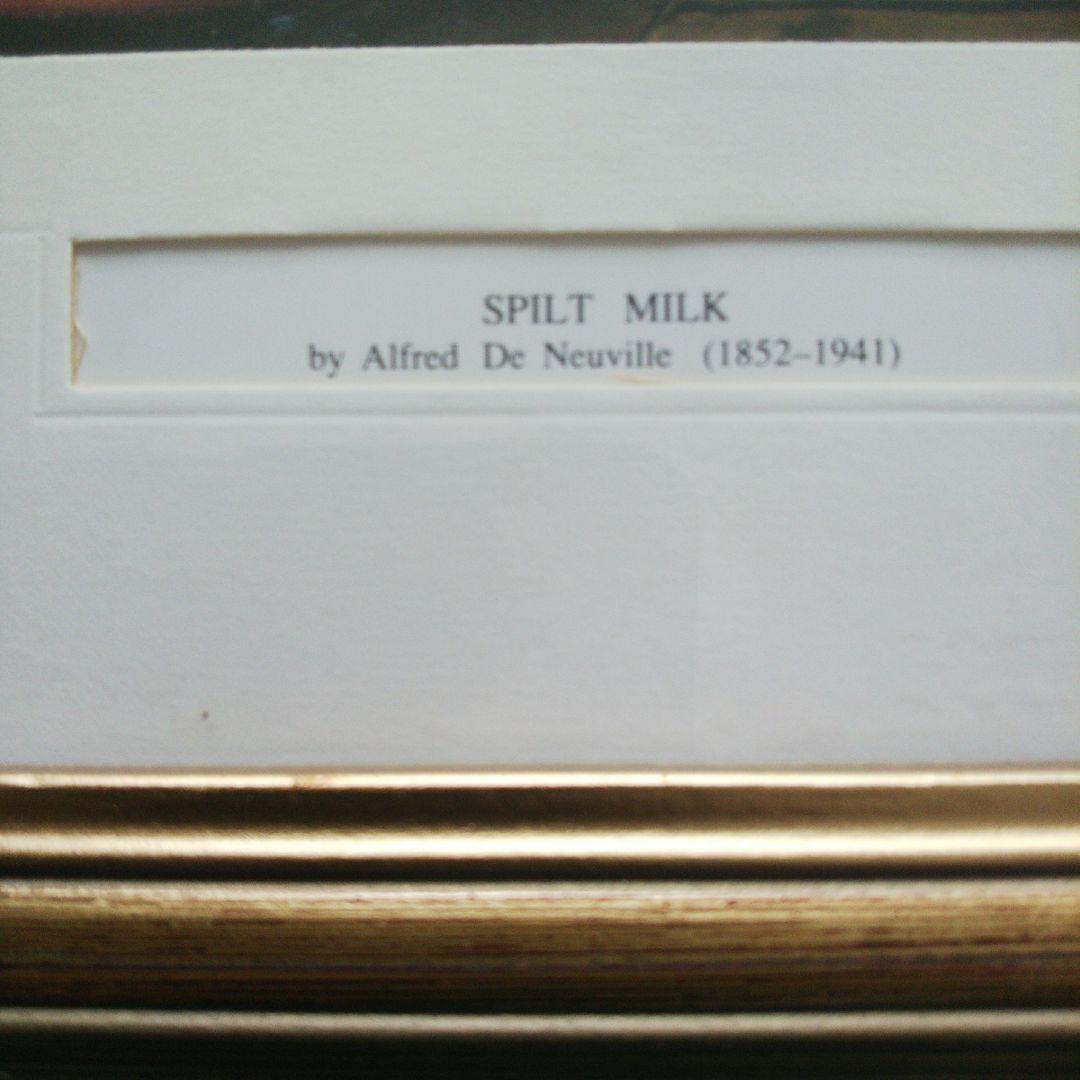 SPILT MILK
by Alfred De Neuville (1852–1941)